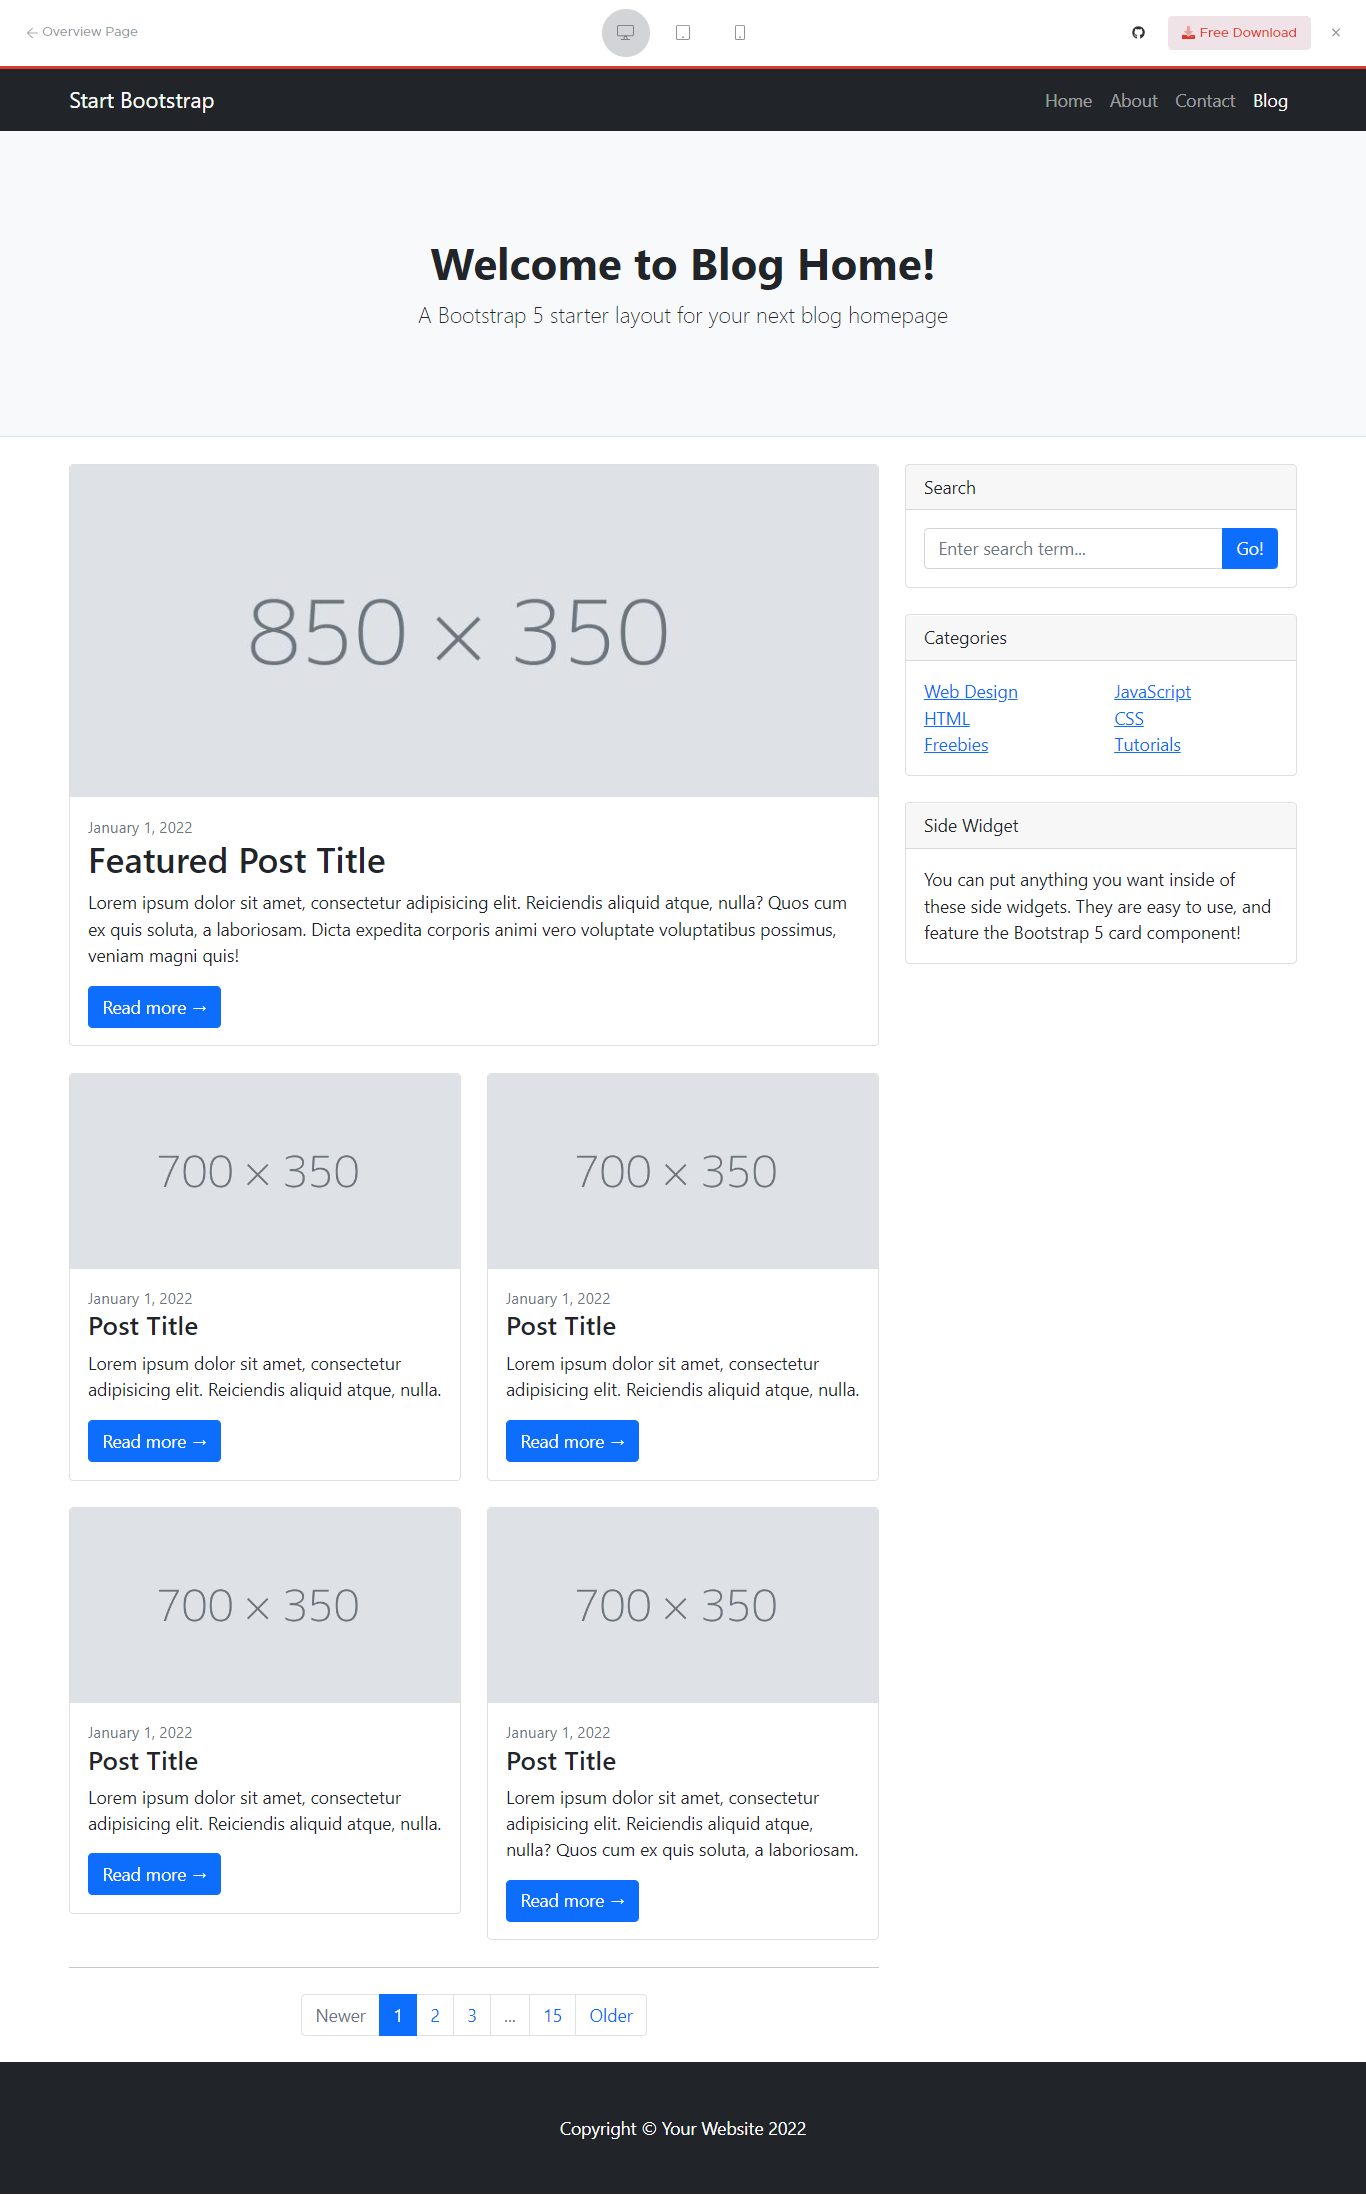 Overview Page
Free Download
Start Bootstrap
Home About Contact Blog
Welcome to Blog Home!
A Bootstrap 5 starter layout for your next blog homepage
850 × 350
January 1, 2022
Featured Post Title
Lorem ipsum dolor sit amet, consectetur adipisicing elit. Reiciendis aliquid atque, nulla? Quos cum
ex quis soluta, a laboriosam. Dicta expedita corporis animi vero voluptate voluptatibus possimus,
veniam magni quis!
Read more →
700 × 350
January 1, 2022
Post Title
Lorem ipsum dolor sit amet, consectetur
adipisicing elit. Reiciendis aliquid atque, nulla.
Read more →
700 × 350
January 1, 2022
Post Title
Lorem ipsum dolor sit amet, consectetur
adipisicing elit. Reiciendis aliquid atque, nulla.
Read more →
700 × 350
January 1, 2022
Post Title
Lorem ipsum dolor sit amet, consectetur
adipisicing elit. Reiciendis aliquid atque, nulla.
Read more →
700 × 350
January 1, 2022
Post Title
Lorem ipsum dolor sit amet, consectetur
adipisicing elit. Reiciendis aliquid atque,
nulla? Quos cum ex quis soluta, a laboriosam.
Read more →
Newer 1 2 3 ... 15 Older
Search
Enter search term...
Go!
Categories
Web Design
HTML
Freebies
JavaScript
CSS
Tutorials
Side Widget
You can put anything you want inside of
these side widgets. They are easy to use, and
feature the Bootstrap 5 card component!
Copyright © Your Website 2022